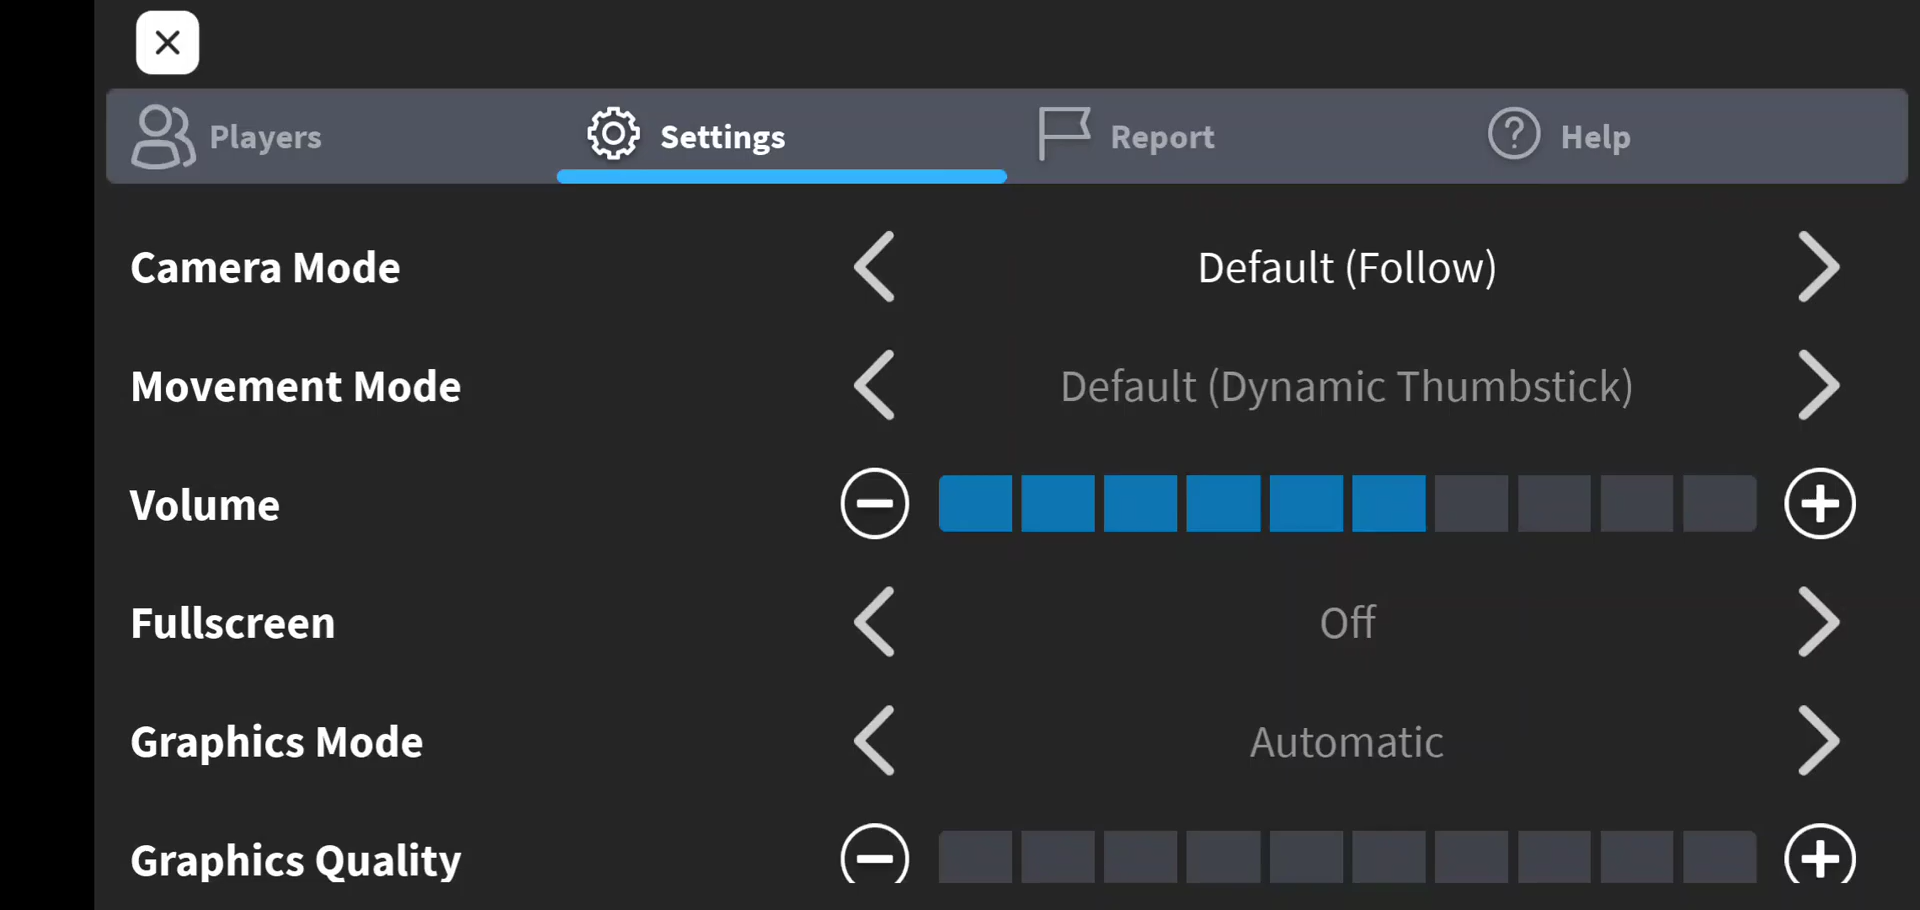 Players
Settings
Report
Help
Camera Mode
Default (Follow)
Movement Mode
Default (Dynamic Thumbstick)
Volume
Fullscreen
Off
Graphics Mode
Automatic
Graphics Quality